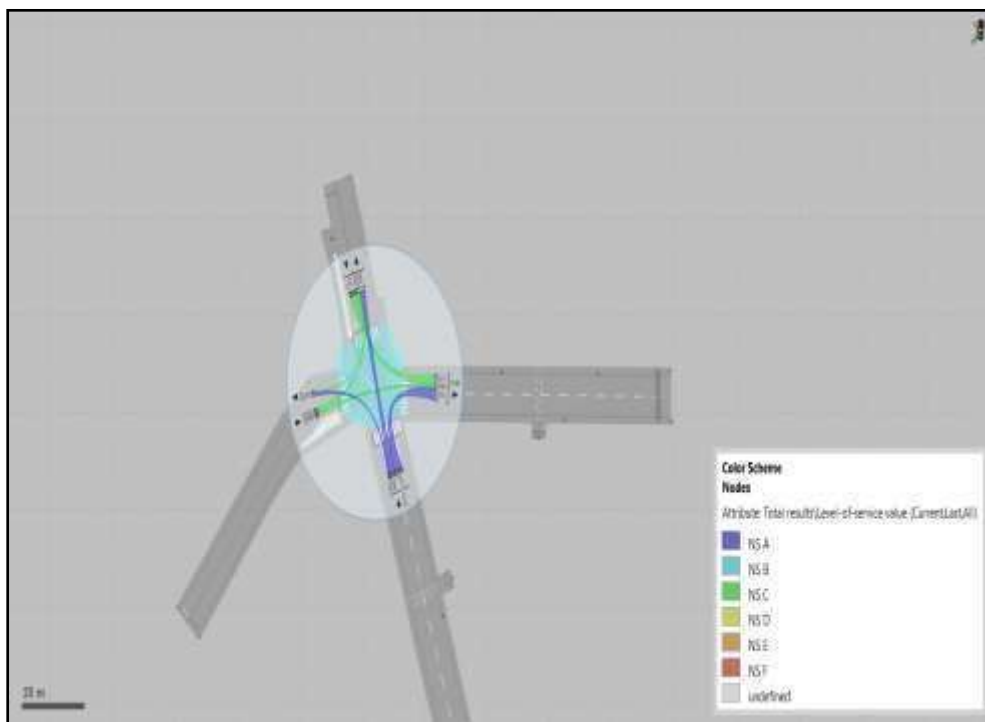 Color Scheme
Nodes
Attribute: Total results\Level-of-service value (Current,Last,All)
NS A
NS B
NS C
NS D
NS E
NS F
undefined